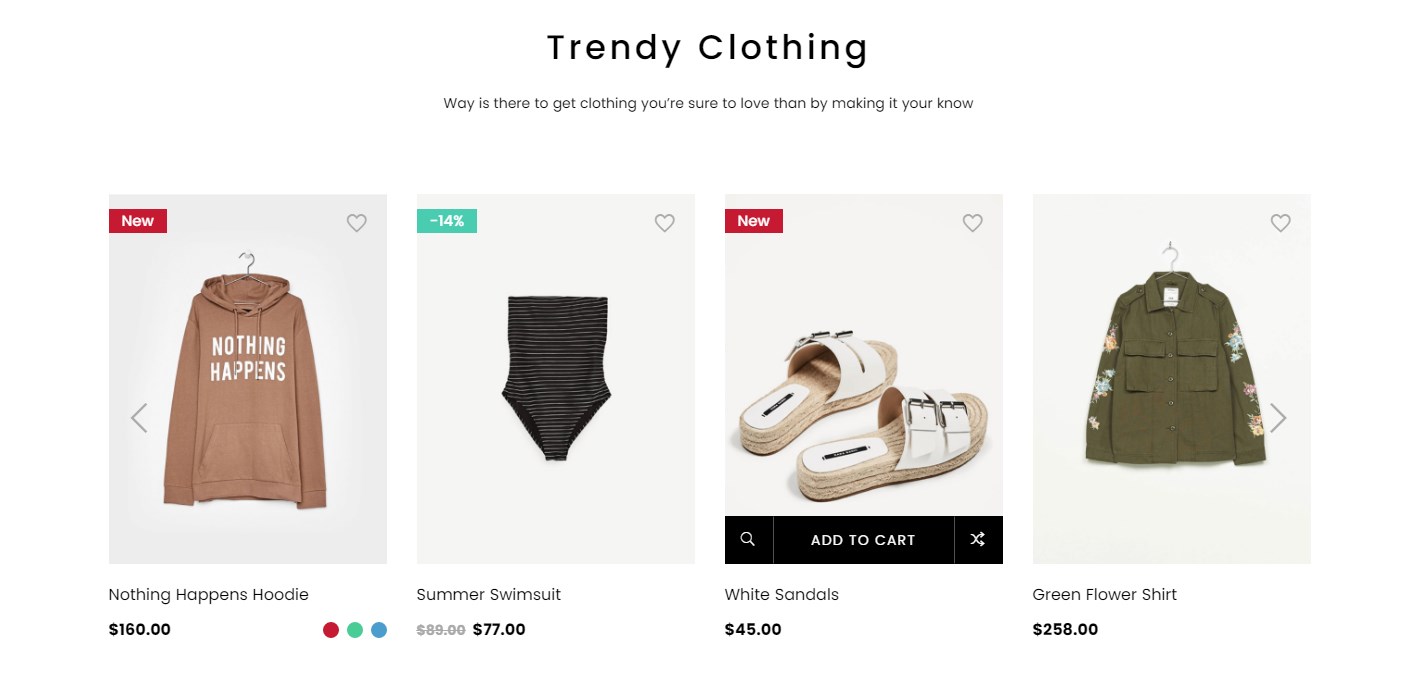 Trendy Clothing
Way is there to get clothing you’re sure to love than by making it your know
New
-14%
New
NOTHING
HAPPENS
ADD TO CART
Nothing Happens Hoodie
Summer Swimsuit
White Sandals
Green Flower Shirt
$160.00
$89.00 $77.00
$45.00
$258.00